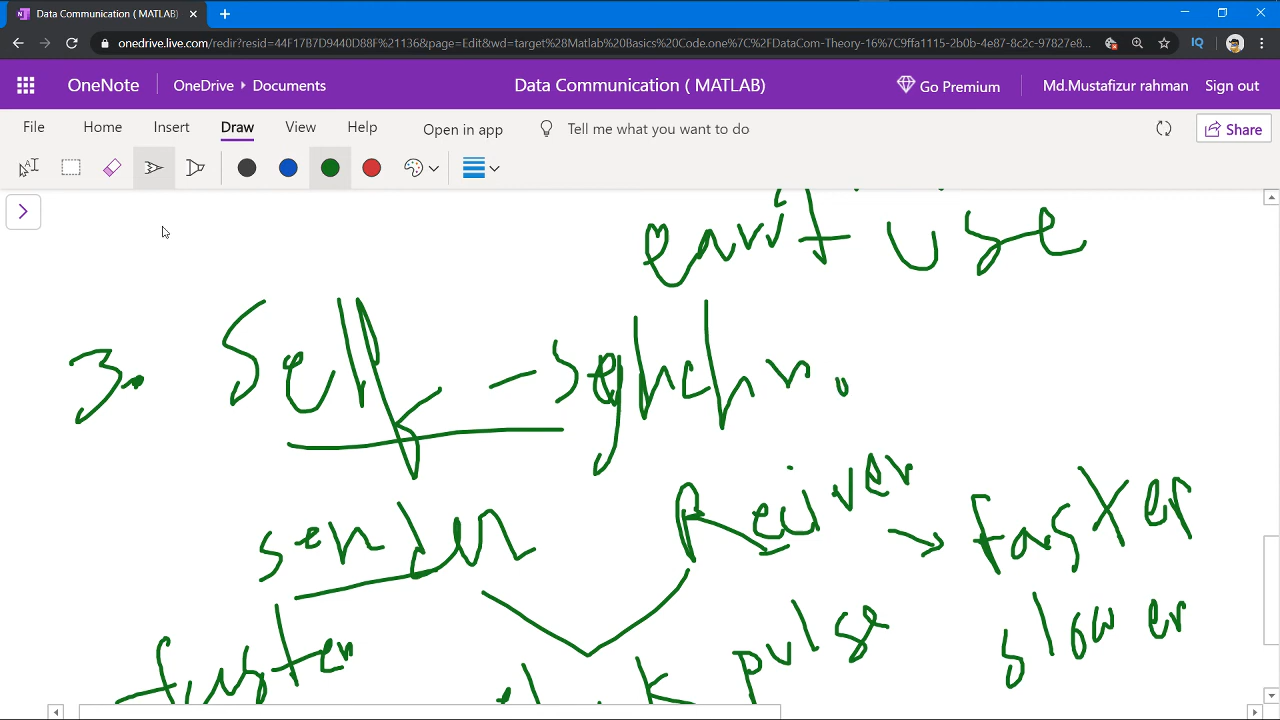 Data Communication ( MATLAB)
onedrive.live.com/redir?resid=44F17B7D9440D88F%21136&page=Edit&wd=target%28Matlab%20Basics%20Code.one%7C%2FDataCom-Theory-16%7C9ffa1115-2b0b-4e87-8c2c-97827e8...
IQ
OneNote OneDrive Documents Data Communication ( MATLAB) Go Premium Md.Mustafizur rahman Sign out
File Home Insert Draw View Help Open in app Tell me what you want to do Share
use
3. Self - synchr.
sender Reciver → faster
slower
faster pulse